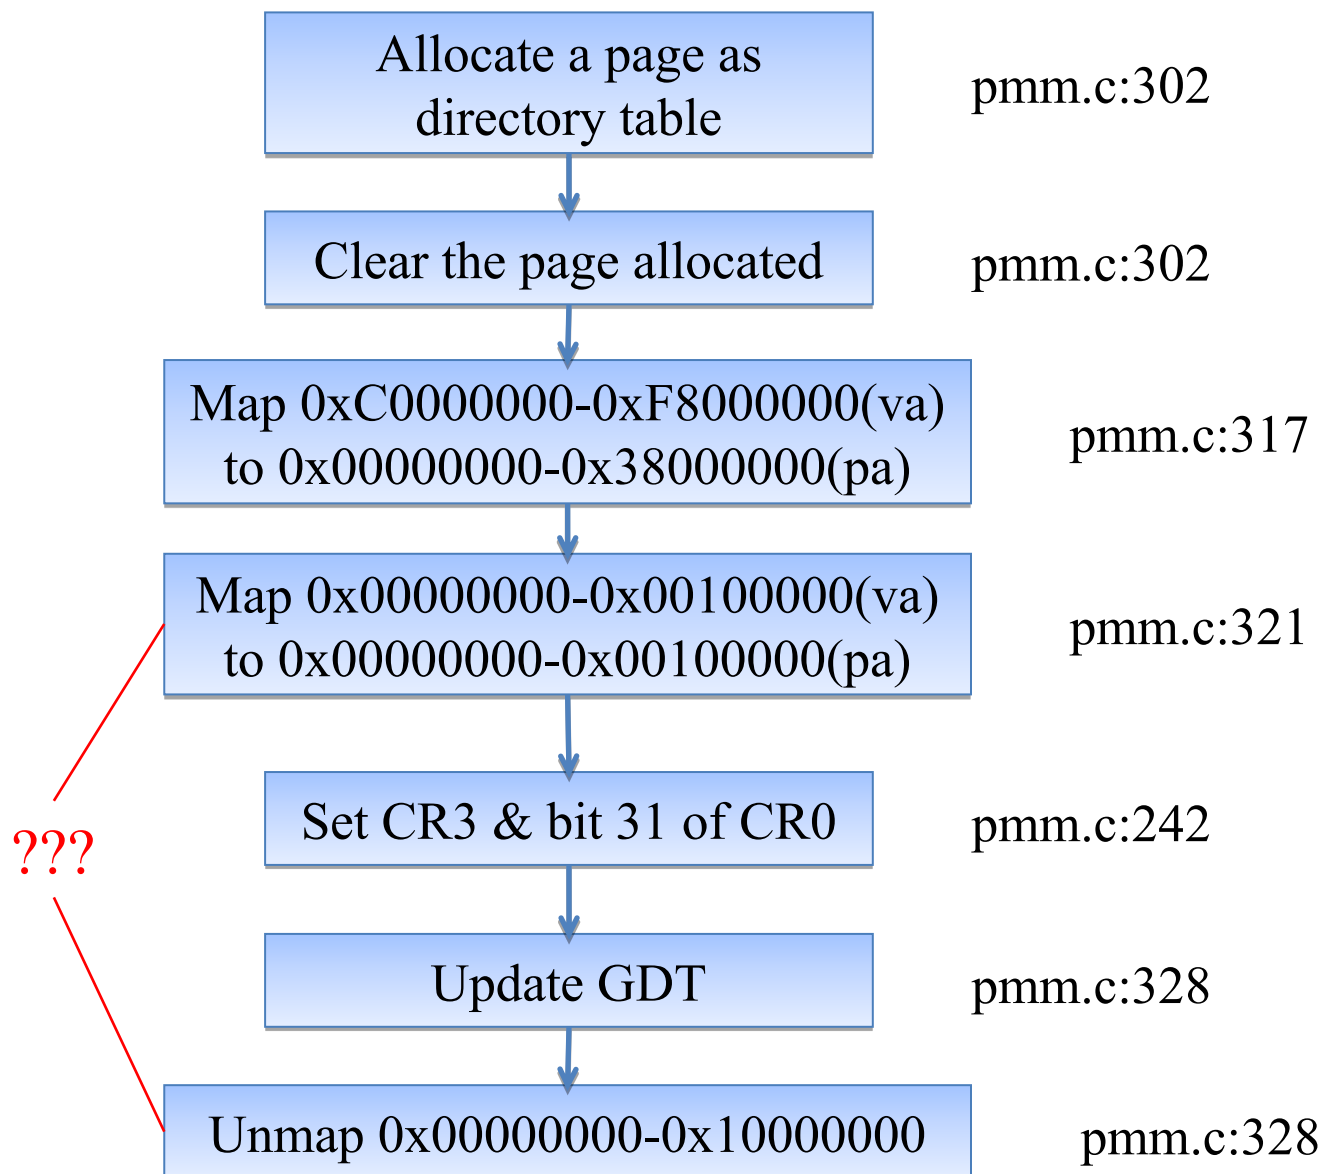 Allocate a page as
directory table
pmm.c:302
Clear the page allocated
pmm.c:302
Map 0xC0000000-0xF8000000(va)
to 0x00000000-0x38000000(pa)
pmm.c:317
Map 0x00000000-0x00100000(va)
to 0x00000000-0x00100000(pa)
pmm.c:321
???
Set CR3 & bit 31 of CR0
pmm.c:242
Update GDT
pmm.c:328
Unmap 0x00000000-0x10000000
pmm.c:328